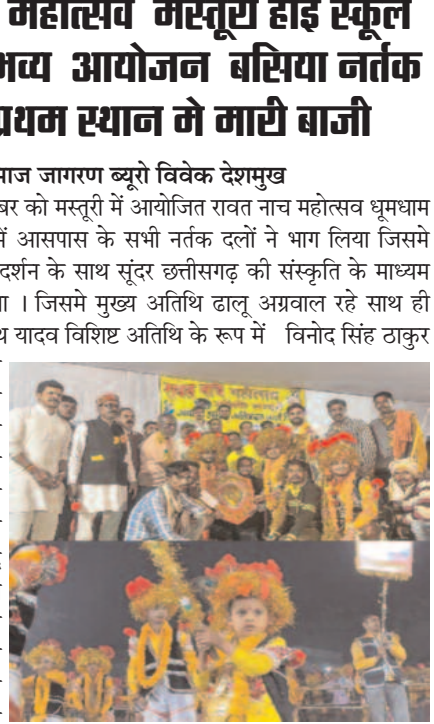 महोत्सव मस्तूरी हाई स्कूल
भव्य आयोजन बसिया नर्तक
प्रथम स्थान मे मारी बाजी
समाज जागरण ब्यूरो विवेक देशमुख
बर को मस्तूरी में आयोजित रावत नाच महोत्सव धूमधाम
में आसपास के सभी नर्तक दलों ने भाग लिया जिसमे
दर्शन के साथ सूंदर छत्तीसगढ़ की संस्कृति के माध्यम
ा । जिसमे मुख्य अतिथि ढालू अग्रवाल रहे साथ ही
यादव विशिष्ट अतिथि के रूप में विनोद सिंह ठाकुर